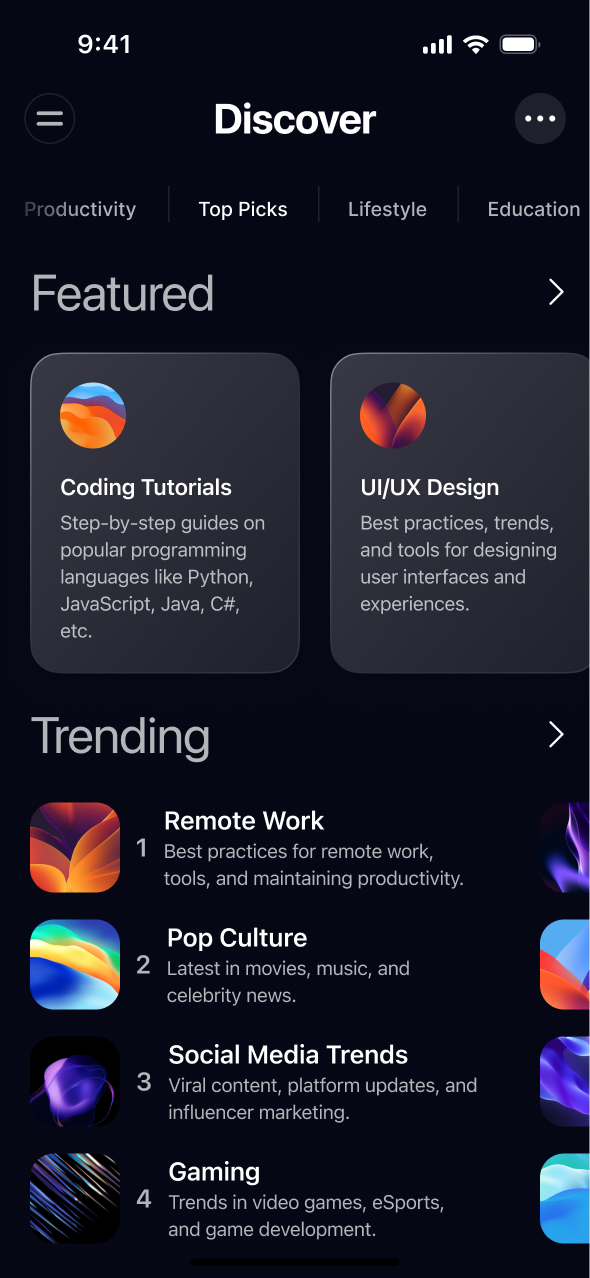 9:41
Discover
Productivity
Top Picks
Lifestyle
Education
Featured
Coding Tutorials
Step-by-step guides on
popular programming
languages like Python,
JavaScript, Java, C#,
etc.
UI/UX Design
Best practices, trends,
and tools for designing
user interfaces and
experiences.
Trending
1
Remote Work
Best practices for remote work,
tools, and maintaining productivity.
2
Pop Culture
Latest in movies, music, and
celebrity news.
3
Social Media Trends
Viral content, platform updates, and
influencer marketing.
4
Gaming
Trends in video games, eSports,
and game development.